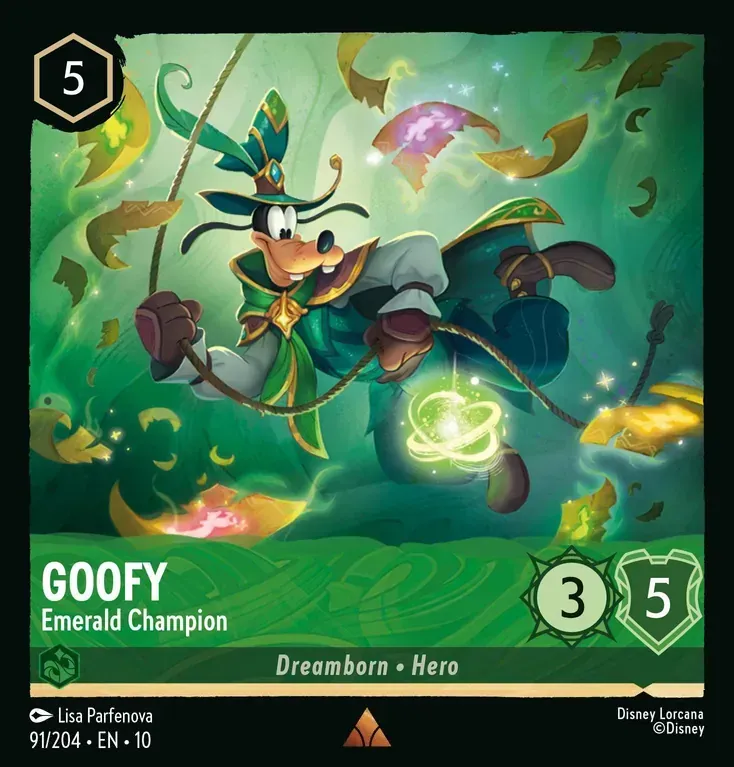 5
GOOFY
Emerald Champion
3
5
Dreamborn • Hero
Lisa Parfenova
91/204 • EN • 10
Disney Lorcana
©Disney